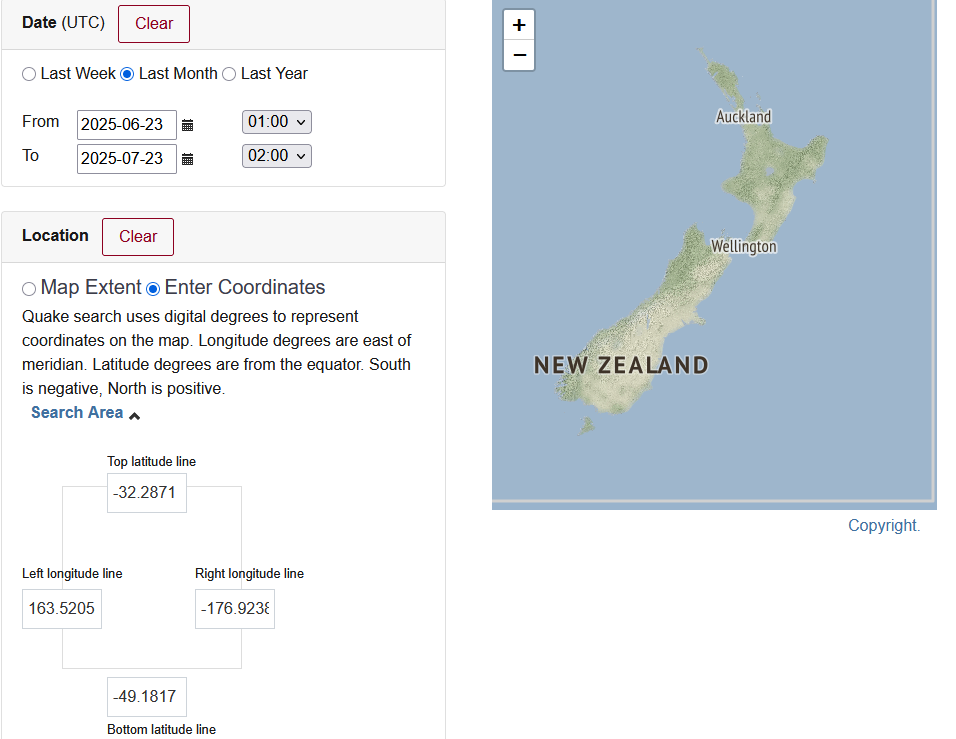 Date (UTC) Clear
Last Week Last Month Last Year
From 2025-06-23 01:00
To 2025-07-23 02:00
Location Clear
Map Extent Enter Coordinates
Quake search uses digital degrees to represent
coordinates on the map. Longitude degrees are east of
meridian. Latitude degrees are from the equator. South
is negative, North is positive.
Search Area
Top latitude line
-32.2871
Left longitude line Right longitude line
163.5205 -176.9238
-49.1817
Bottom latitude line
+
−
Auckland
Wellington
NEW ZEALAND
Copyright.